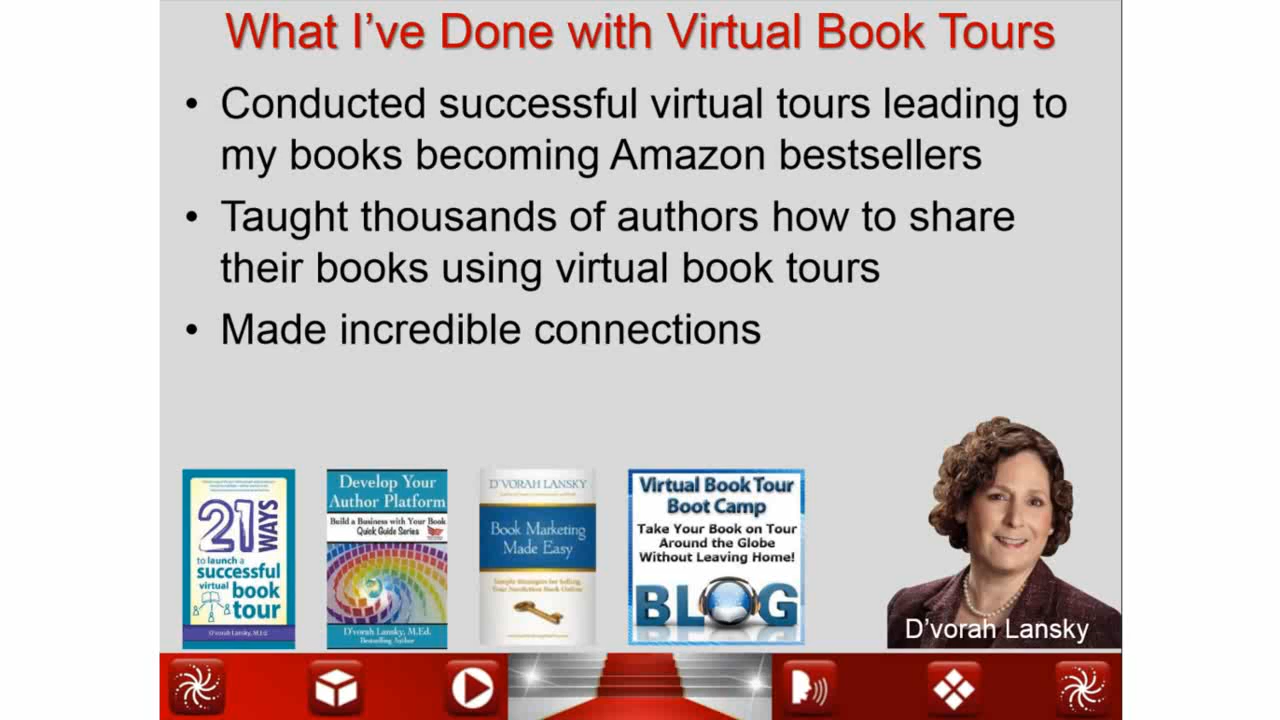 What I've Done with Virtual Book Tours
• Conducted successful virtual tours leading to
my books becoming Amazon bestsellers
• Taught thousands of authors how to share
their books using virtual book tours
• Made incredible connections
21
WAYS
to launch a
successful
virtual book
tour
D'vorah Lansky, M.Ed.
Develop Your
Author Platform
Build a Business with Your Book
Quick Guide Series
D'vorah Lansky, M.Ed.
Bestselling Author
D'VORAH LANSKY
Book Marketing
Made Easy
Simple Strategies for Selling
Your Nonfiction Book Online
Virtual Book Tour
Boot Camp
Take Your Book on Tour
Around the Globe
Without Leaving Home!
BLOG
D'vorah Lansky